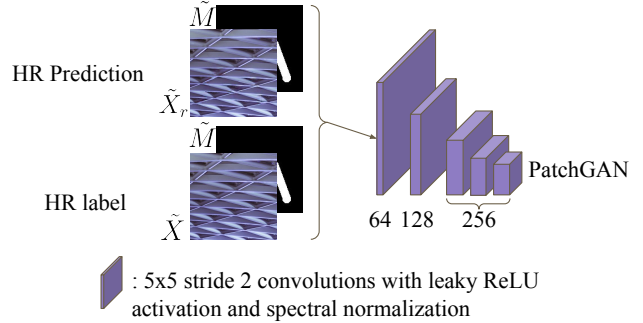 M̃
HR Prediction
X̃_r
M̃
HR label
X̃
PatchGAN
64 128 256
: 5x5 stride 2 convolutions with leaky ReLU
activation and spectral normalization